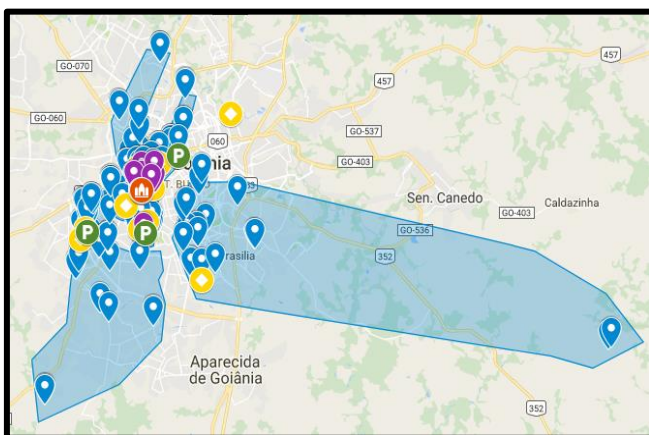 GO-070
457
457
GO-060
060
GO-537
P
GO-403
Sen. Canedo
Caldazinha
GO-403
P
P
GO-536
352
Aparecida
de Goiânia
352